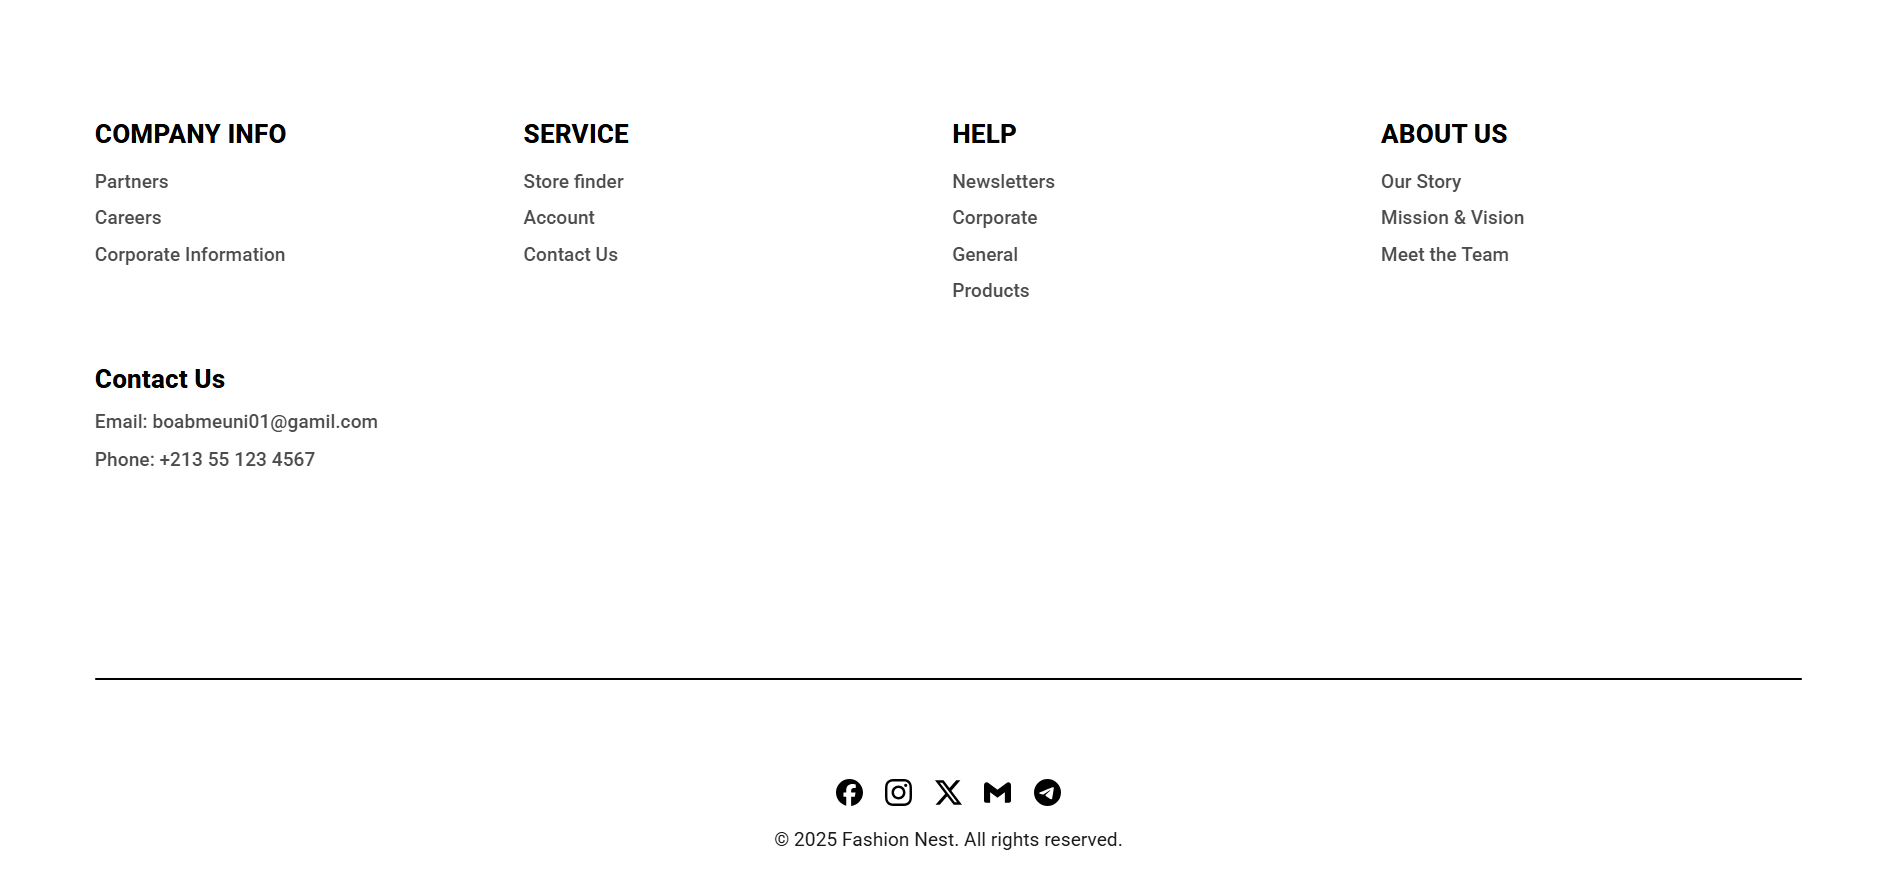 COMPANY INFO
Partners
Careers
Corporate Information
SERVICE
Store finder
Account
Contact Us
HELP
Newsletters
Corporate
General
Products
ABOUT US
Our Story
Mission & Vision
Meet the Team
Contact Us
Email: boabmeuni01@gamil.com
Phone: +213 55 123 4567
© 2025 Fashion Nest. All rights reserved.